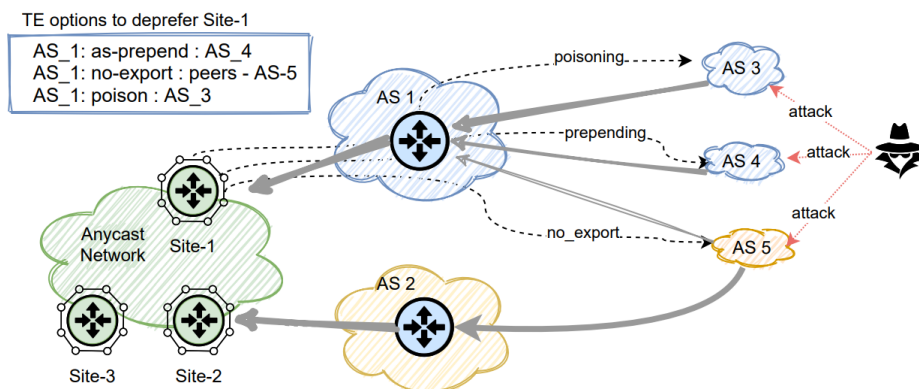 TE options to deprefer Site-1
AS_1: as-prepend : AS_4
AS_1: no-export : peers - AS-5
AS_1: poison : AS_3
poisoning
AS 3
AS 1
attack
prepending
AS 4
attack
attack
Anycast
Network
Site-1
no_export
AS 5
AS 2
Site-3
Site-2